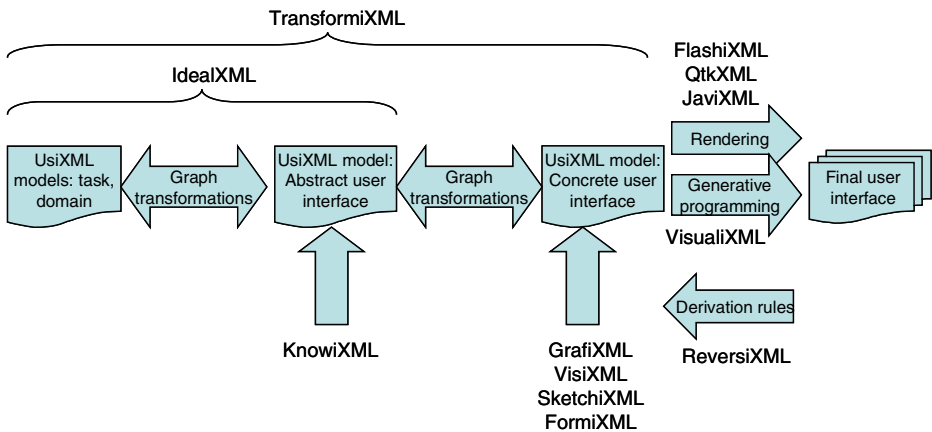 TransformiXML
IdealXML
FlashiXML
QtkXML
JaviXML
UsiXML
models: task,
domain
Graph
transformations
UsiXML model:
Abstract user
interface
Graph
transformations
UsiXML model:
Concrete user
interface
Rendering
Generative
programming
VisualiXML
Final user
interface
Derivation rules
ReversiXML
KnowiXML
GrafiXML
VisiXML
SketchiXML
FormiXML